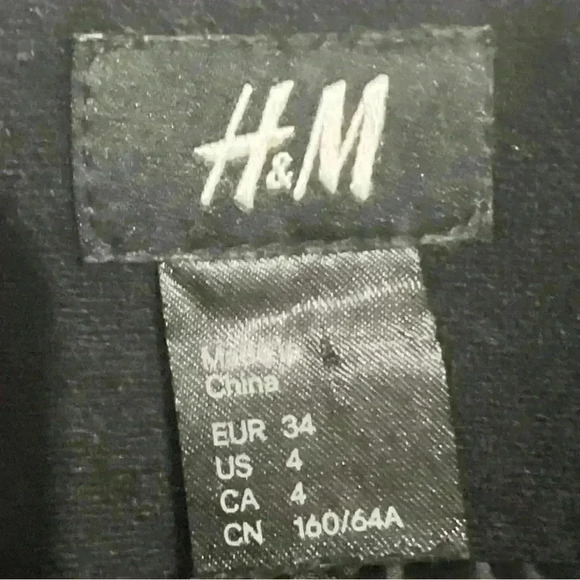 H&M
Made in
China
EUR 34
US 4
CA 4
CN 160/64A